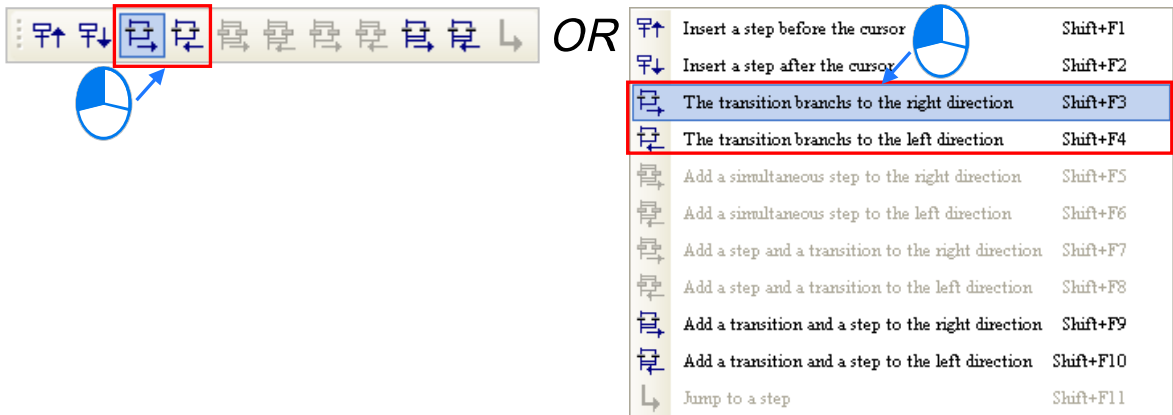 OR
Insert a step before the cursor Shift+F1
Insert a step after the cursor Shift+F2
The transition branchs to the right direction Shift+F3
The transition branchs to the left direction Shift+F4
Add a simultaneous step to the right direction Shift+F5
Add a simultaneous step to the left direction Shift+F6
Add a step and a transition to the right direction Shift+F7
Add a step and a transition to the left direction Shift+F8
Add a transition and a step to the right direction Shift+F9
Add a transition and a step to the left direction Shift+F10
Jump to a step Shift+F11